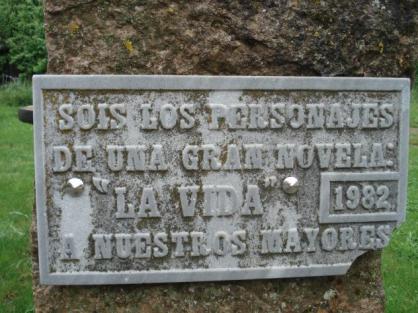 SOIS LOS PERSONAJES
DE UNA GRAN NOVELA:
"LA VIDA"
1982
A NUESTROS MAYORES